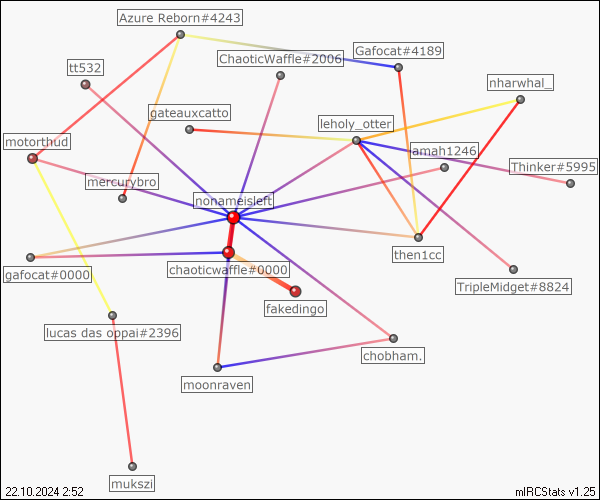 Azure Reborn#4243
Gafocat#4189
ChaoticWaffle#2006
tt532
nharwhal_
gateauxcatto
leholy_otter
motorthud
amah1246
Thinker#5995
mercurybro
nonameisleft
then1cc
gafocat#0000
chaoticwaffle#0000
TripleMidget#8824
fakedingo
lucas das oppai#2396
chobham.
moonraven
mukszi
22.10.2024 2:52
mIRCStats v1.25